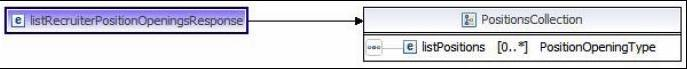 e listRecruiterPositionOpeningsResponse
PositionsCollection
e listPositions [0..*] PositionOpeningType